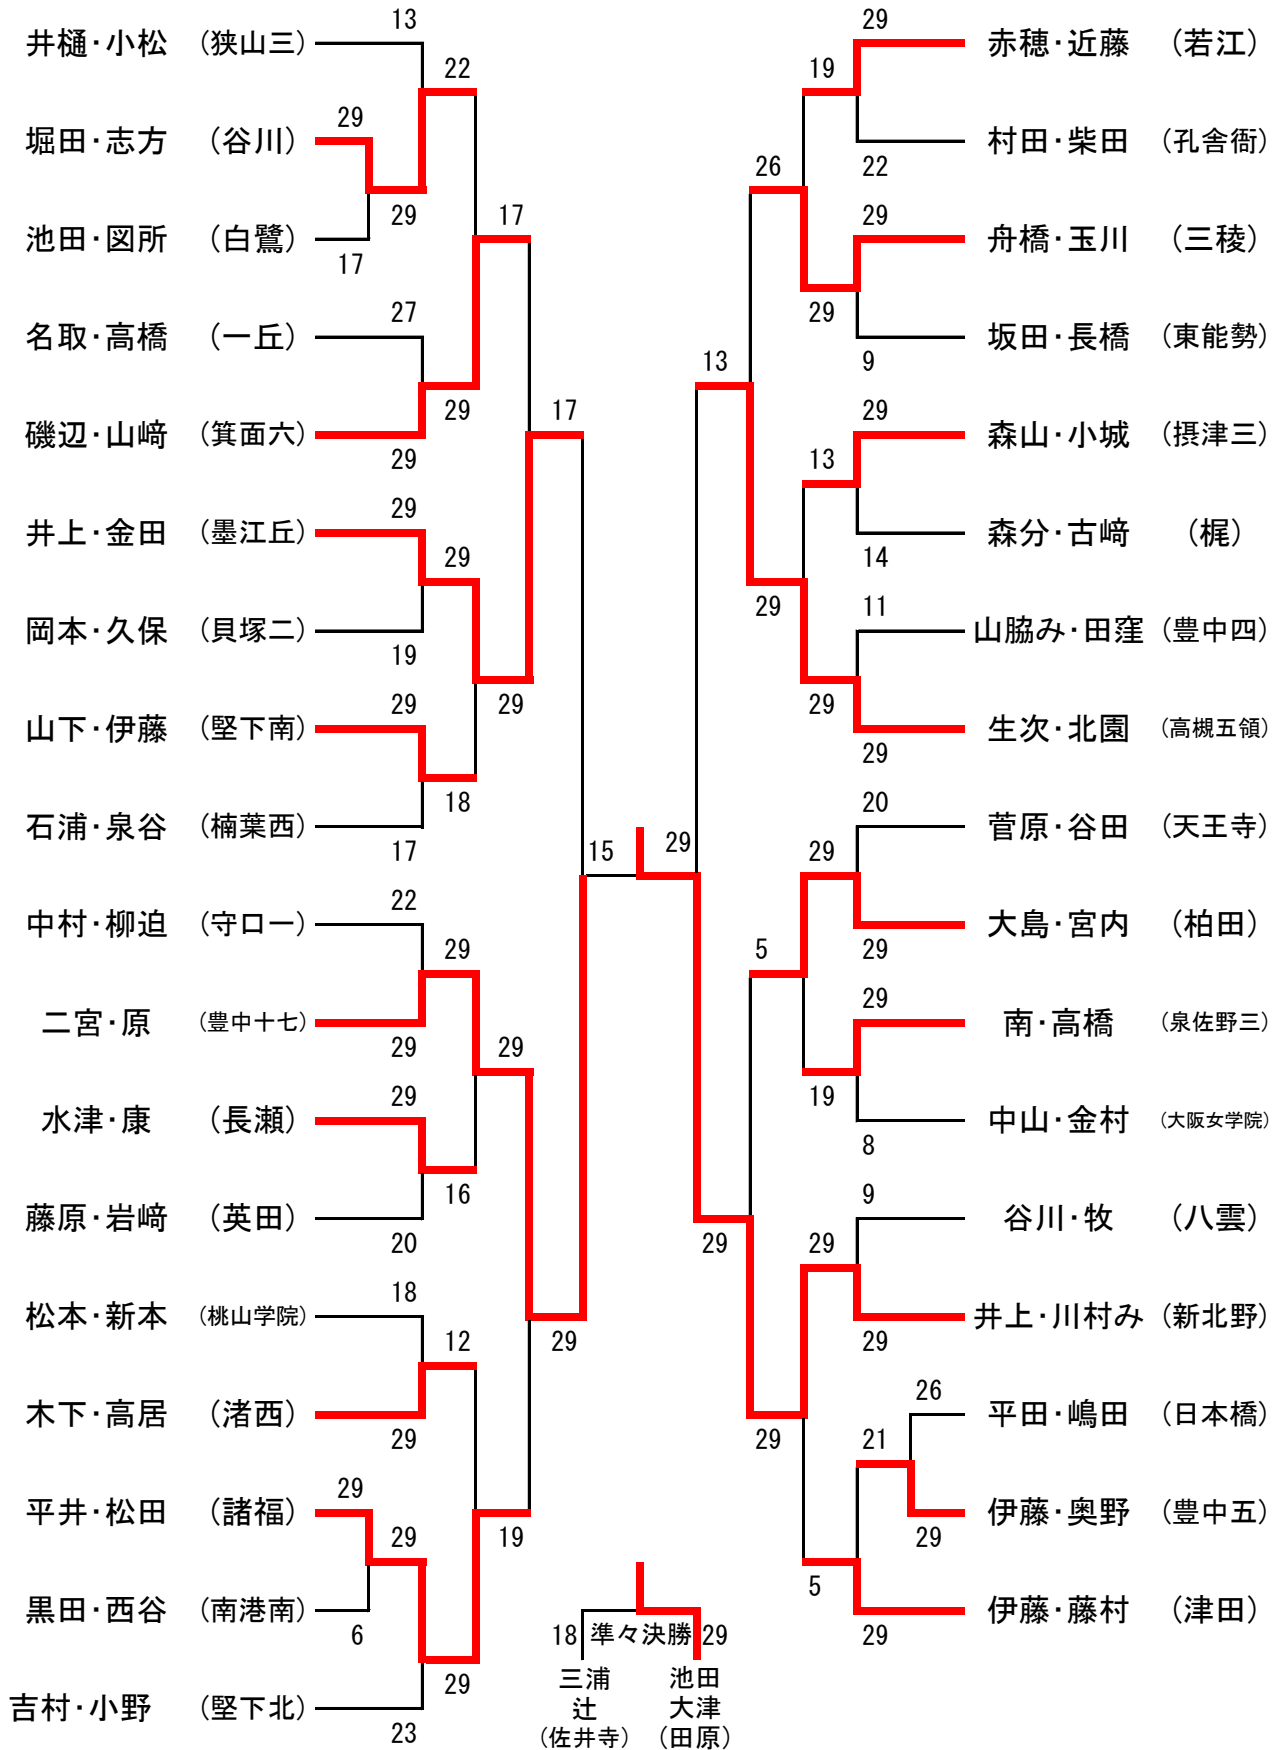 13
井樋・小松 (狭山三)
22
29
堀田・志方 (谷川)
29
17
池田・図所 (白鷺)
17
27
名取・高橋 (一丘)
29
17
磯辺・山﨑 (箕面六)
29
29
井上・金田 (墨江丘)
29
岡本・久保 (貝塚二)
19
29
29
山下・伊藤 (堅下南)
18
石浦・泉谷 (楠葉西)
17
15
22
中村・柳迫 (守口一)
29
二宮・原 (豊中十七)
29
29
29
水津・康 (長瀬)
16
藤原・岩﨑 (英田)
20
18
松本・新本 (桃山学院)
12
29
木下・高居 (渚西)
29
29
平井・松田 (諸福)
29
19
黒田・西谷 (南港南)
6
29
吉村・小野 (堅下北)
23
29
赤穂・近藤 (若江)
19
村田・柴田 (孔舎衙)
26
22
29
舟橋・玉川 (三稜)
29
坂田・長橋 (東能勢)
13
9
29
森山・小城 (摂津三)
13
森分・古﨑 (梶)
14
29
11
山脇み・田窪 (豊中四)
29
生次・北園 (高槻五領)
29
20
菅原・谷田 (天王寺)
29
29
大島・宮内 (柏田)
5
29
29
南・高橋 (泉佐野三)
19
中山・金村 (大阪女学院)
8
9
谷川・牧 (八雲)
29
29
井上・川村み (新北野)
29
26
平田・嶋田 (日本橋)
29
21
伊藤・奥野 (豊中五)
29
5
伊藤・藤村 (津田)
29
18 準々決勝 29
三浦 池田
辻 大津
(佐井寺) (田原)